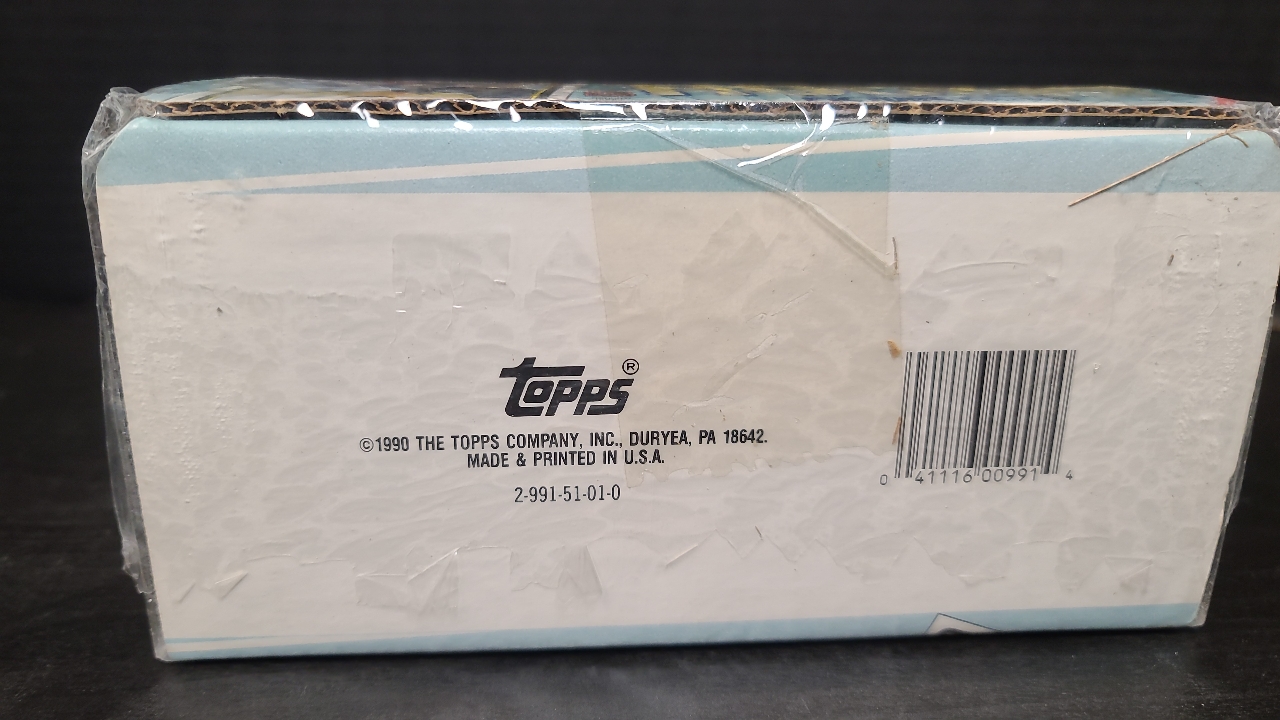 TOPPS®
©1990 THE TOPPS COMPANY, INC., DURYEA, PA 18642.
MADE & PRINTED IN U.S.A.
2-991-51-01-0
0 41116 00991 4